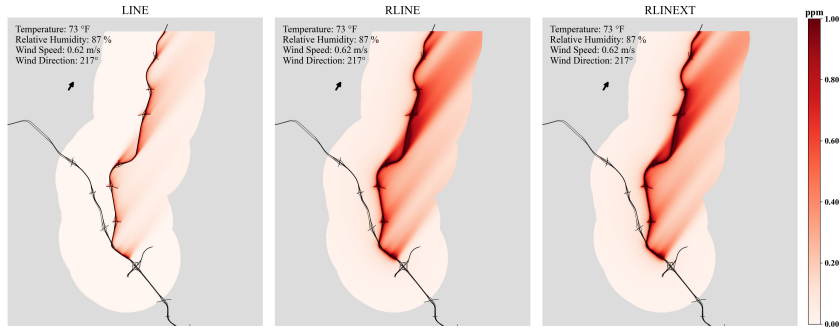 LINE
Temperature: 73 °F
Relative Humidity: 87 %
Wind Speed: 0.62 m/s
Wind Direction: 217°
RLINE
Temperature: 73 °F
Relative Humidity: 87 %
Wind Speed: 0.62 m/s
Wind Direction: 217°
RLINEXT
Temperature: 73 °F
Relative Humidity: 87 %
Wind Speed: 0.62 m/s
Wind Direction: 217°
ppm
1.00
0.80
0.60
0.40
0.20
0.00